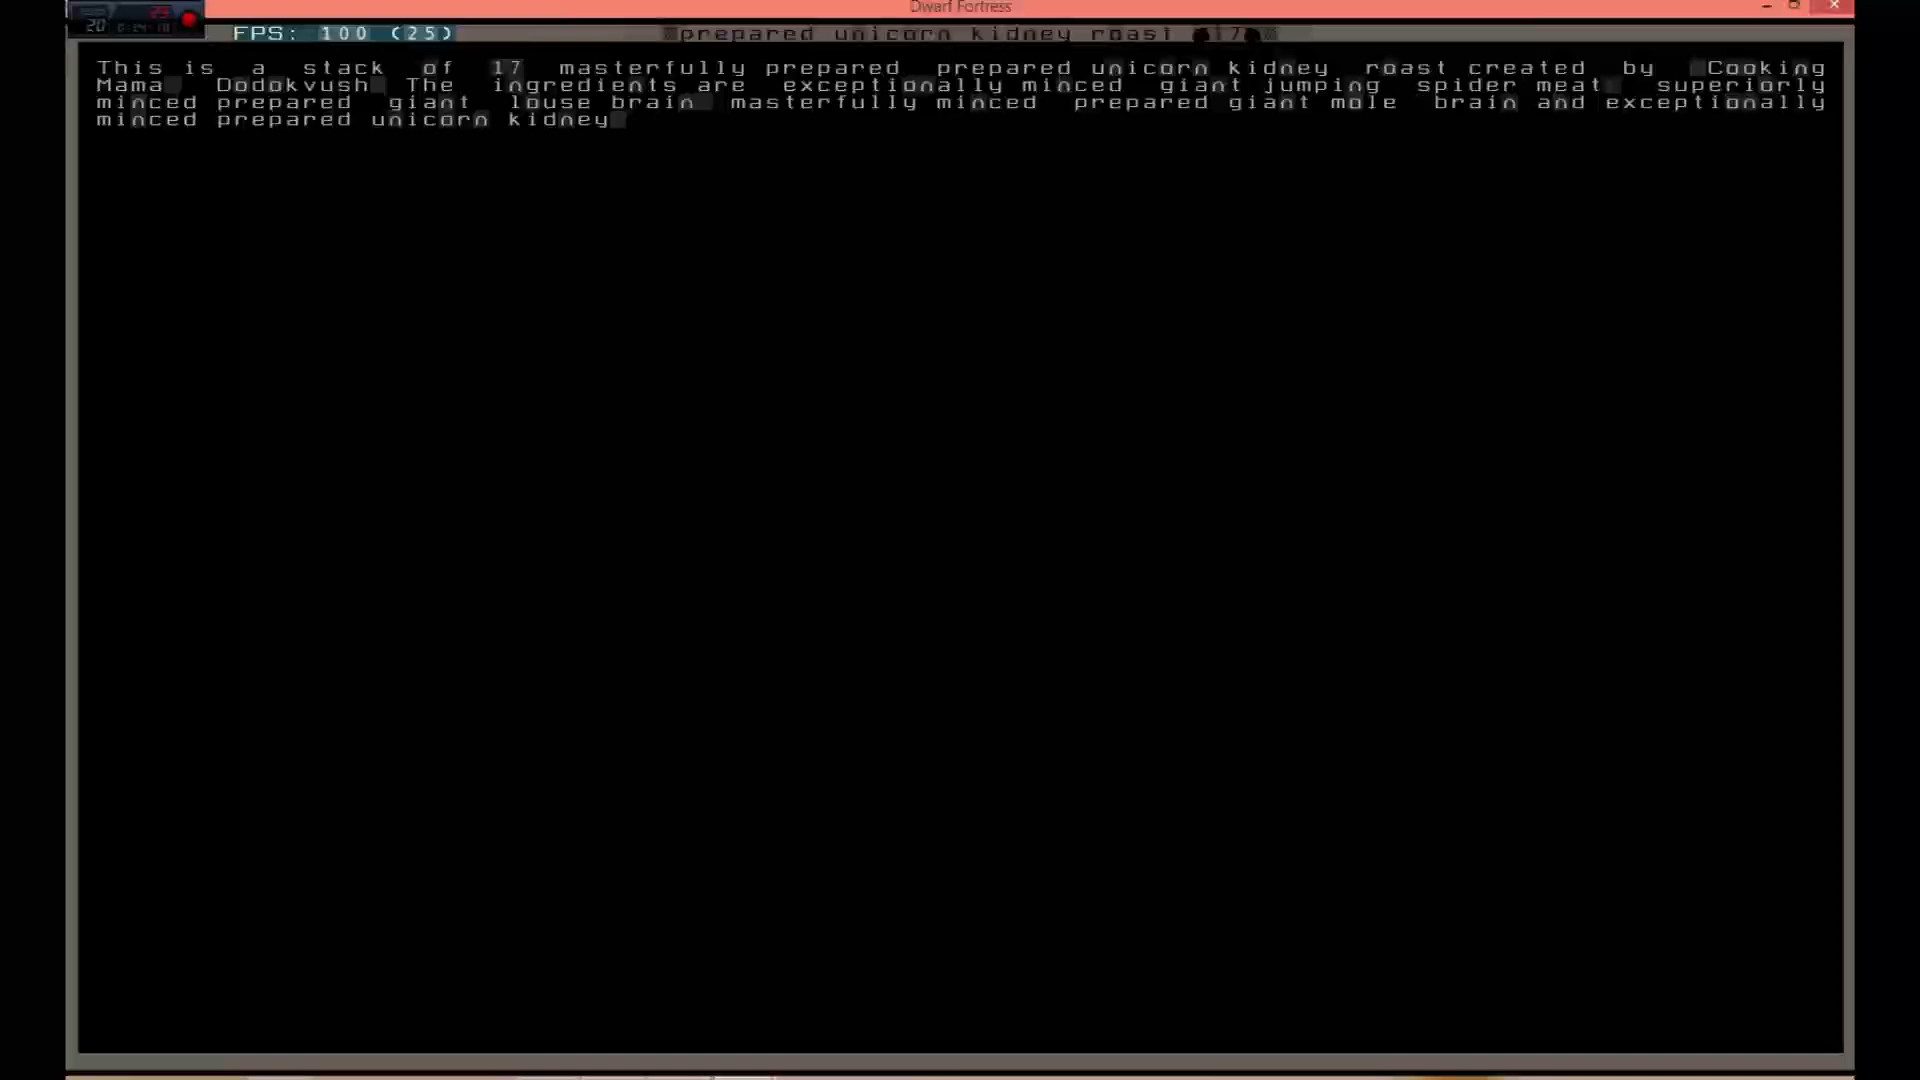 Dwarf Fortress
FPS: 100 (25)
prepared unicorn kidney roast 17
This is a stack of 17 masterfully prepared prepared unicorn kidney roast created by Cooking
Mama Dodokvush The ingredients are exceptionally minced giant jumping spider meat superiorly
minced prepared giant louse brain masterfully minced prepared giant mole brain and exceptionally
minced prepared unicorn kidney